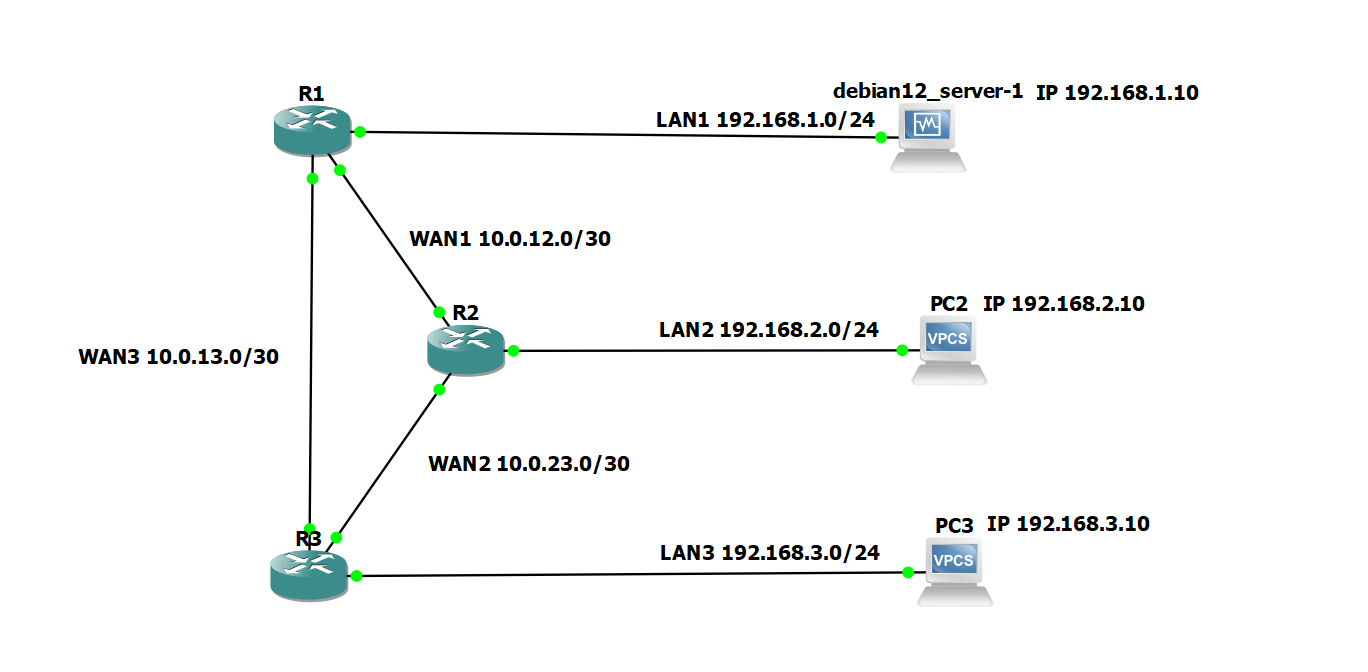 R1
debian12_server-1 IP 192.168.1.10
LAN1 192.168.1.0/24
WAN1 10.0.12.0/30
R2
PC2 IP 192.168.2.10
LAN2 192.168.2.0/24
VPCS
WAN3 10.0.13.0/30
WAN2 10.0.23.0/30
R3
PC3 IP 192.168.3.10
LAN3 192.168.3.0/24
VPCS